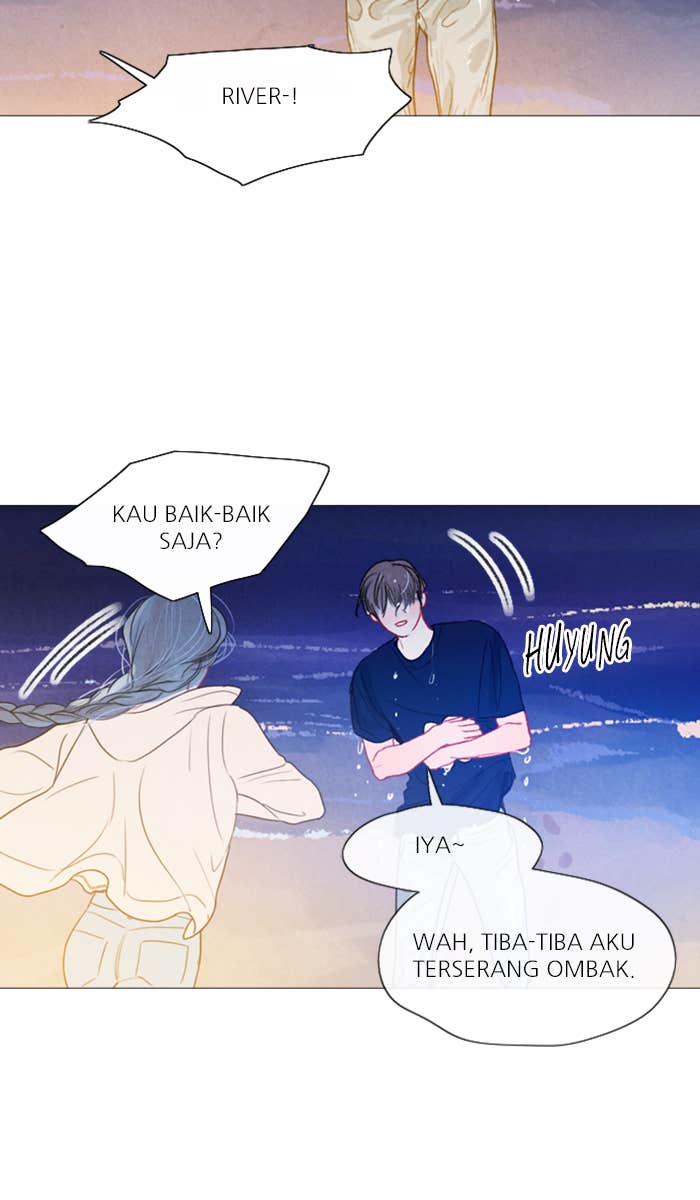 RIVER-!
KAU BAIK-BAIK
SAJA?
HUYUNG
IYA~
WAH, TIBA-TIBA AKU
TERSERANG OMBAK.